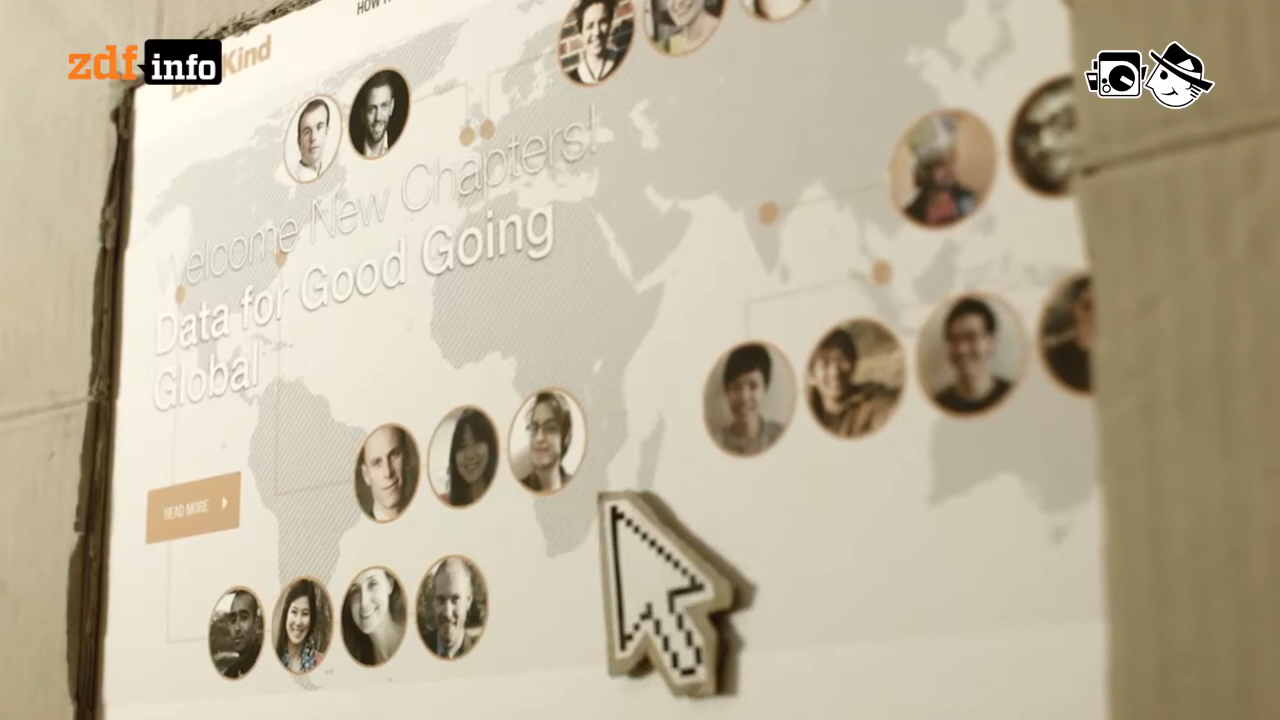 zdf info
Kind
Welcome New Chapters!
Data for Good Going
Global
READ MORE